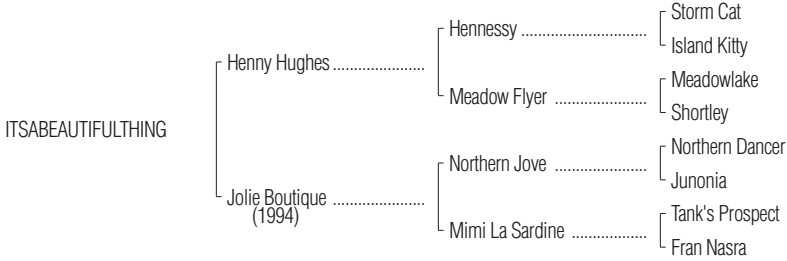 Storm Cat
Hennessy ..............................
Island Kitty
Henny Hughes ......................
Meadowlake
Meadow Flyer ......................
Shortley
ITSABEAUTIFULTHING
Northern Dancer
Northern Jove ......................
Junonia
Jolie Boutique ......................
(1994)
Tank's Prospect
Mimi La Sardine ..................
Fran Nasra